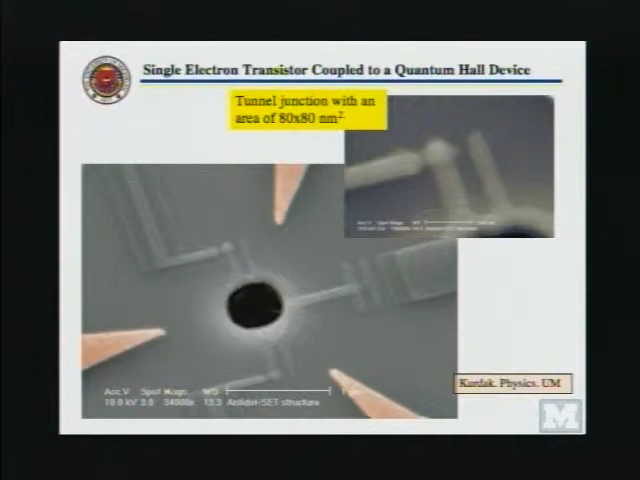 Single Electron Transistor Coupled to a Quantum Hall Device
Tunnel junction with an
area of 80x80 nm².
Acc.V Spot Magn WD
10.0 kV 3.0 34000x 13.3 Antidot-SET structure
Kurdak. Physics. UM
M